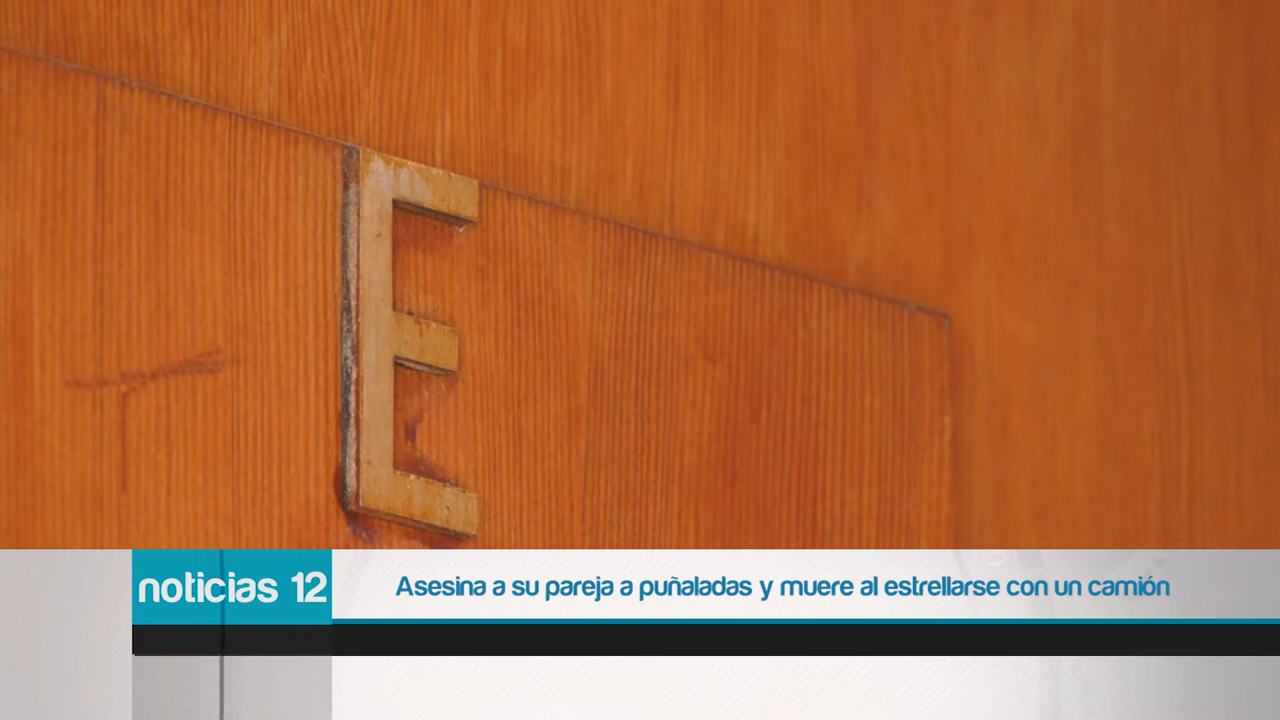 E
noticias 12
Asesina a su pareja a puñaladas y muere al estrellarse con un camión